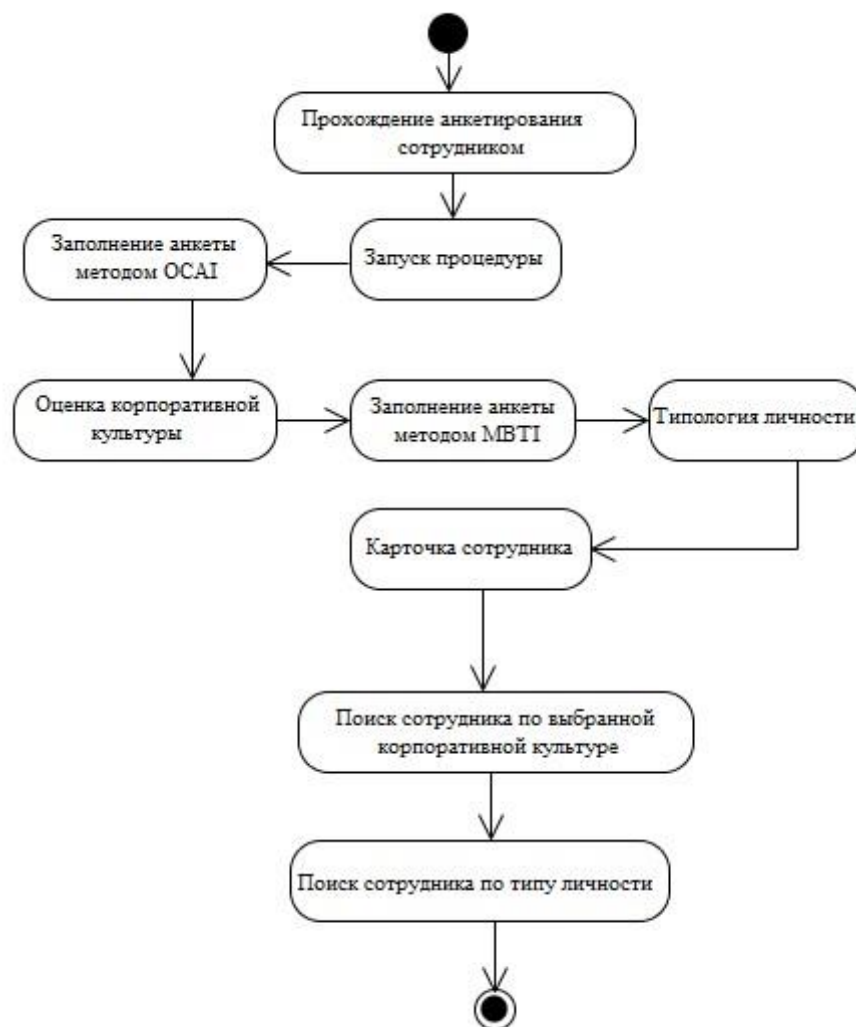 Прохождение анкетирования
сотрудником
Запуск процедуры
Заполнение анкеты
методом OCAI
Оценка корпоративной
культуры
Заполнение анкеты
методом MBTI
Типология личности
Карточка сотрудника
Поиск сотрудника по выбранной
корпоративной культуре
Поиск сотрудника по типу личности